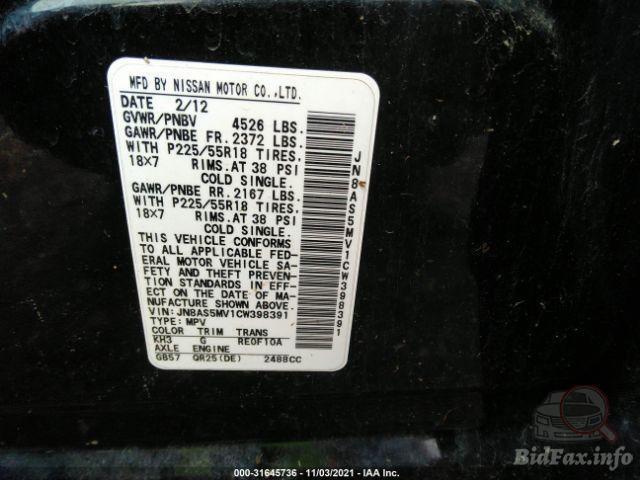 MFD BY NISSAN MOTOR CO.,LTD.
DATE 2/12
GVWR/PNBV 4526 LBS.
GAWR/PNBE FR. 2372 LBS.
WITH P225/55R18 TIRES.
18X7 RIMS.AT 38 PSI
COLD SINGLE.
GAWR/PNBE RR. 2167 LBS.
WITH P225/55R18 TIRES.
18X7 RIMS.AT 38 PSI
COLD SINGLE.
THIS VEHICLE CONFORMS
TO ALL APPLICABLE FED-
ERAL MOTOR VEHICLE SA-
FETY AND THEFT PREVEN-
TION STANDARDS IN EFF-
ECT ON THE DATE OF MA-
NUFACTURE SHOWN ABOVE.
VIN: JN8AS5MV1CW398391
TYPE: MPV
COLOR TRIM TRANS
KH3 G RE0F10A
AXLE ENGINE
GB57 QR25(DE) 2488CC
JN8AS5MV1CW398391
BidFax.info
000-31645736 - 11/03/2021 - IAA Inc.